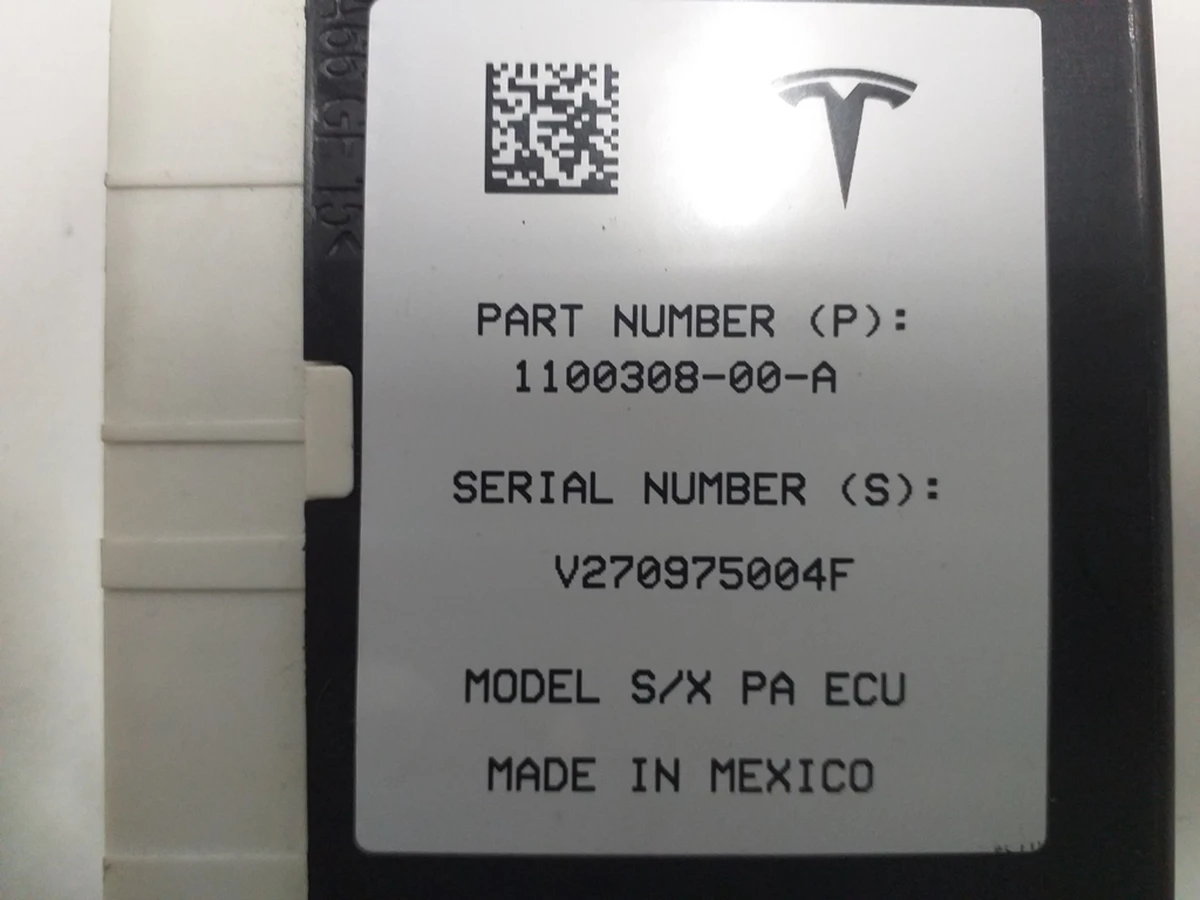 PART NUMBER (P):
1100308-00-A
SERIAL NUMBER (S):
V270975004F
MODEL S/X PA ECU
MADE IN MEXICO